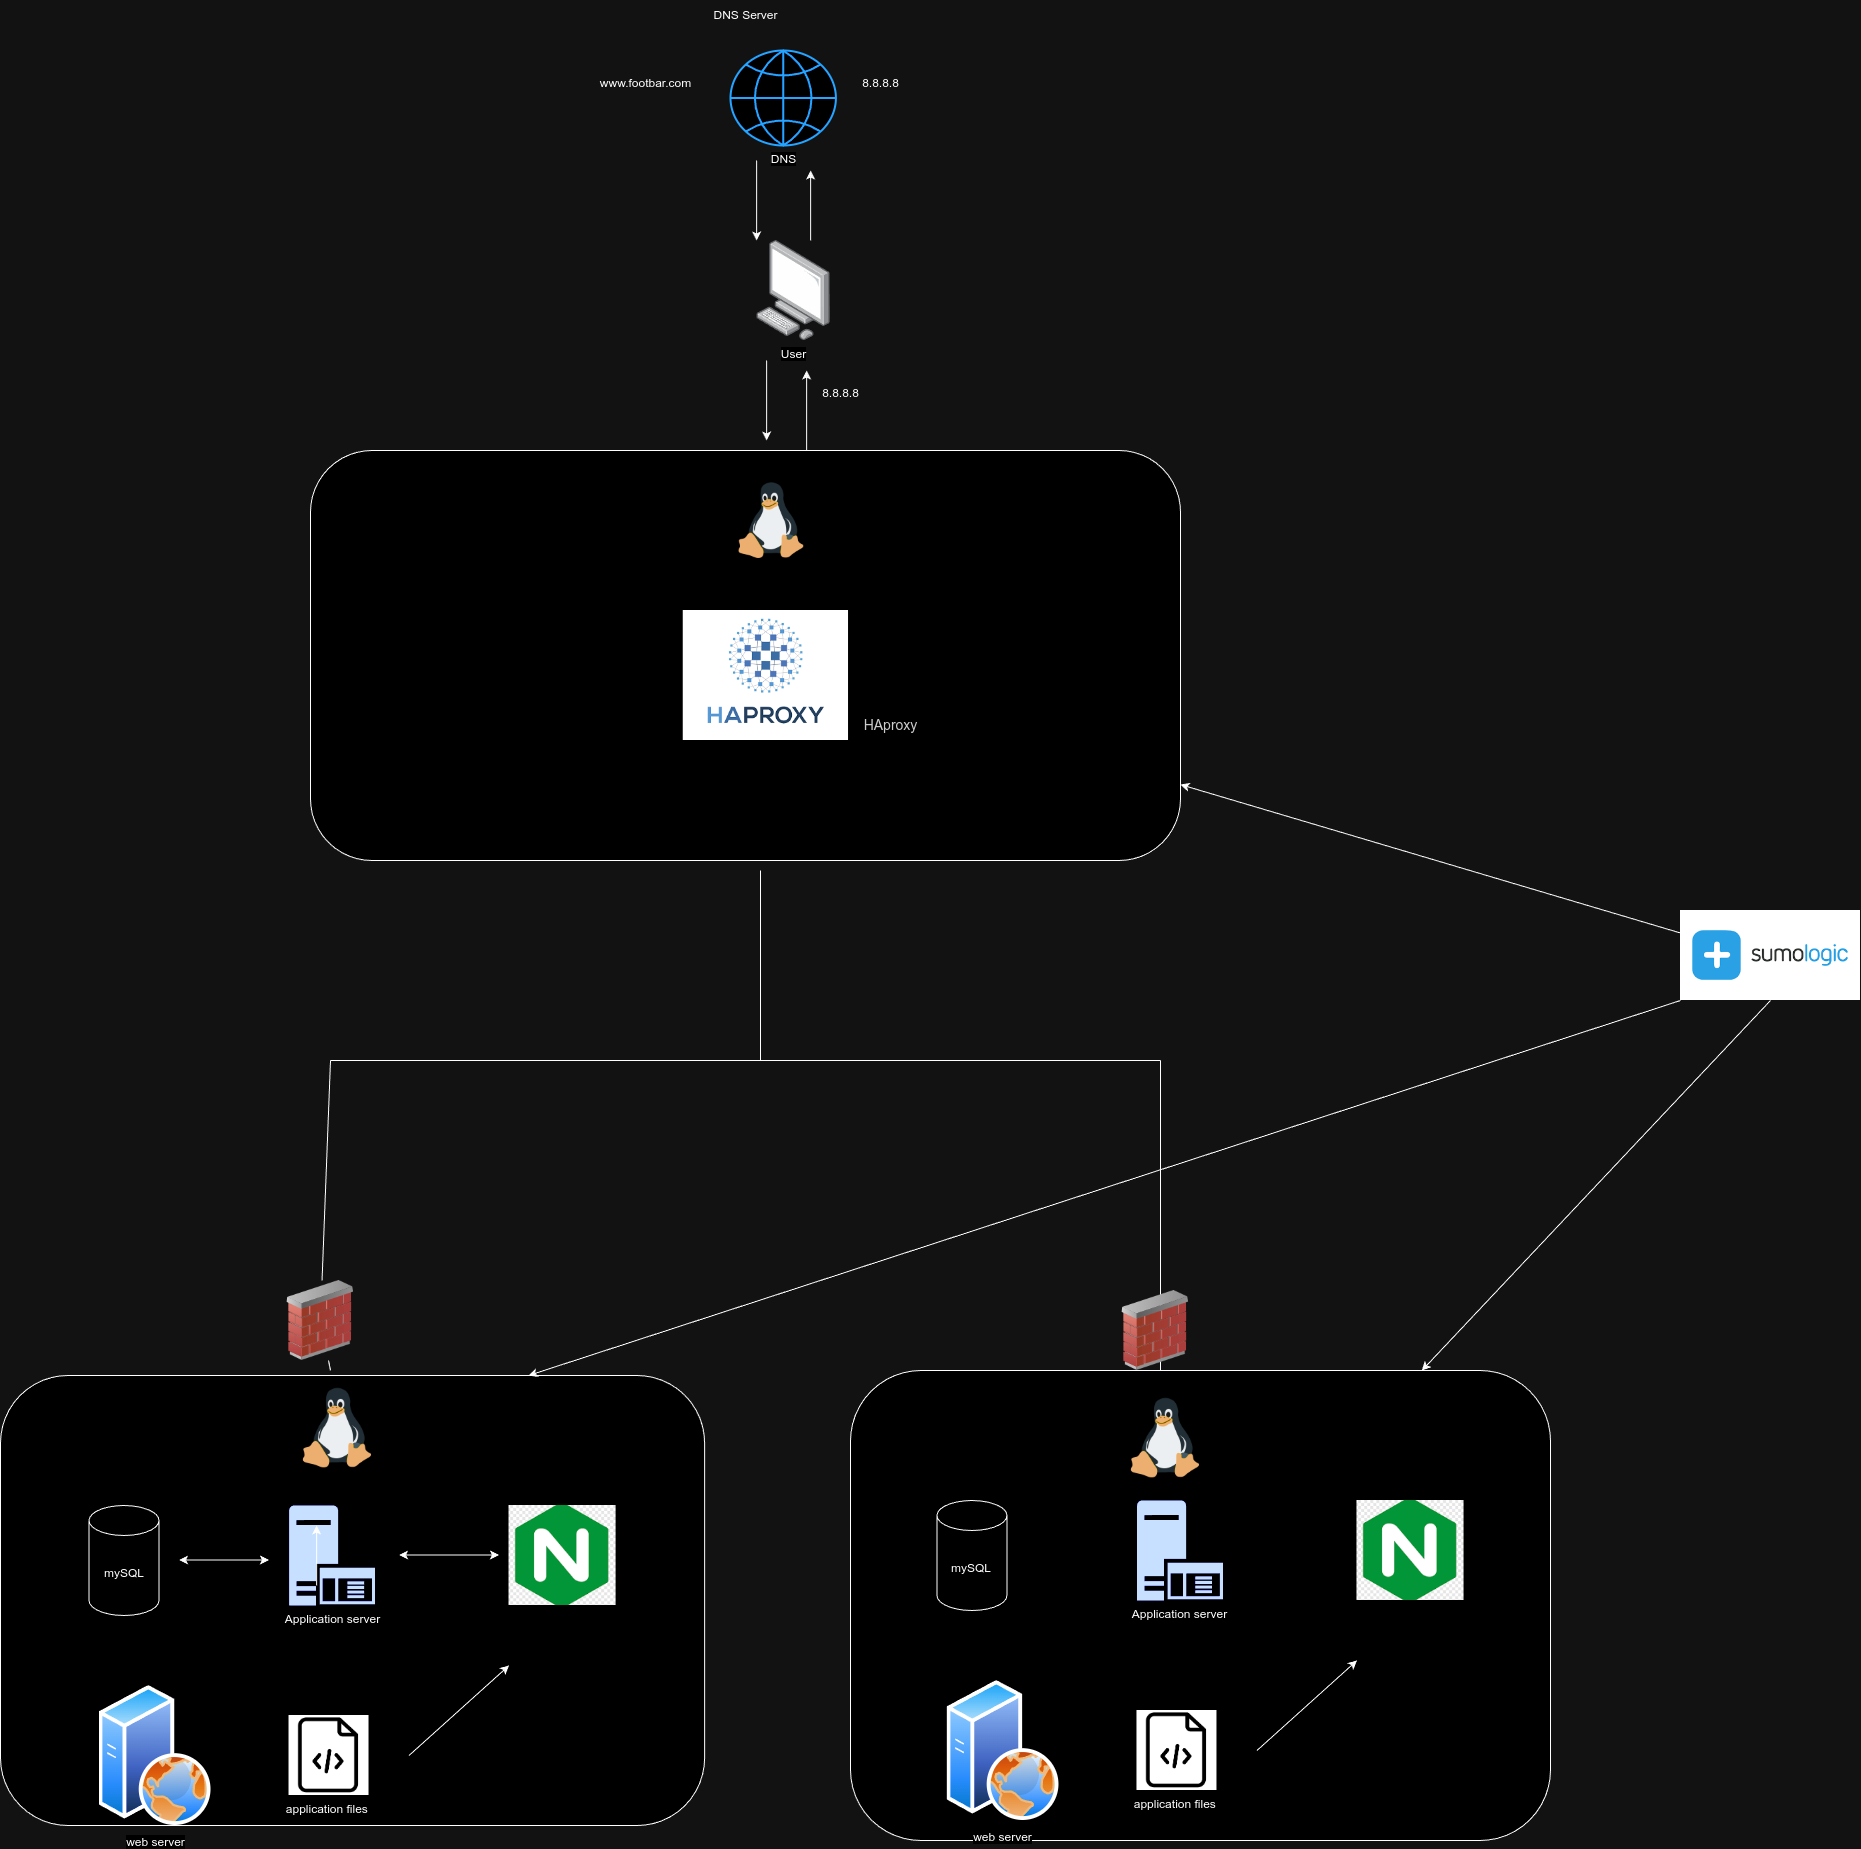 DNS Server
www.footbar.com
8.8.8.8
DNS
User
8.8.8.8
HAPROXY
HAproxy
sumologic
mySQL
Application server
N
mySQL
Application server
N
application files
web server
application files
web server